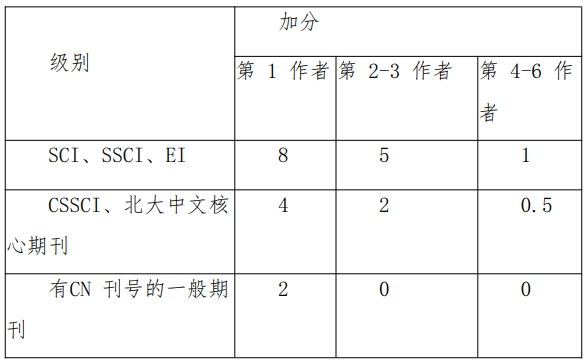 级别
加分
第 1 作者
第 2-3 作者
第 4-6 作
者
SCI、SSCI、EI
8
5
1
CSSCI、北大中文核
心期刊
4
2
0.5
有CN 刊号的一般期
刊
2
0
0